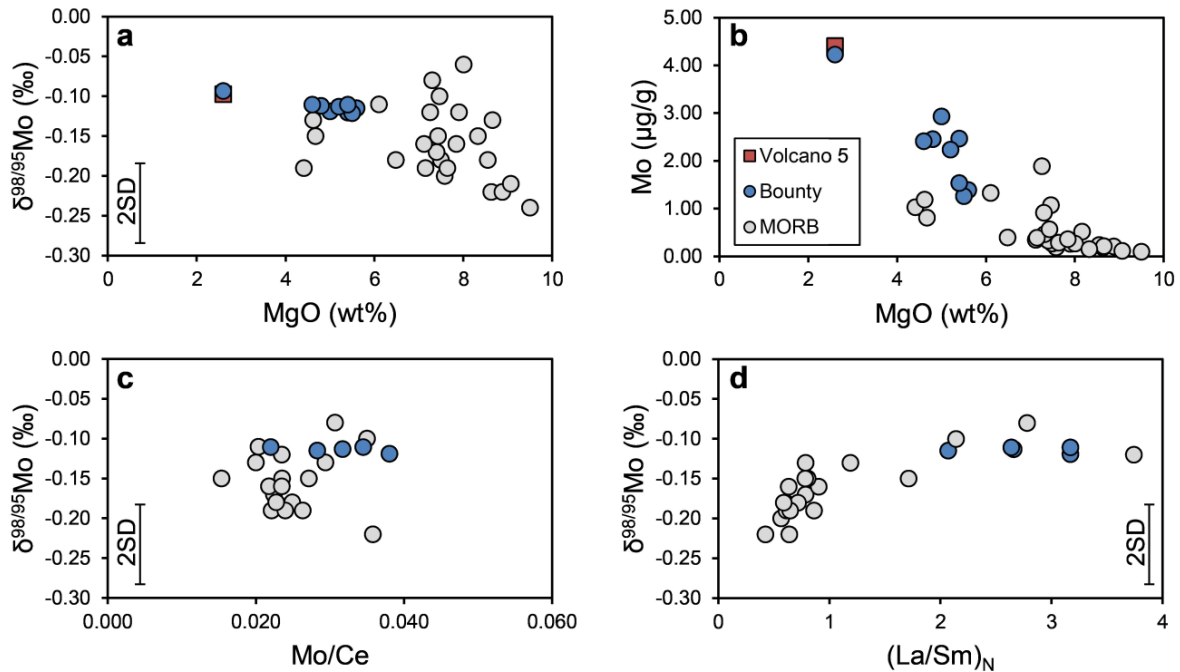 a
0.00
-0.05
-0.10
-0.15
-0.20
-0.25
-0.30
δ98/95Mo (‰)
2SD
0 2 4 6 8 10
MgO (wt%)
b
5.00
4.00
3.00
2.00
1.00
0.00
Mo (µg/g)
Volcano 5
Bounty
MORB
0 2 4 6 8 10
MgO (wt%)
c
0.00
-0.05
-0.10
-0.15
-0.20
-0.25
-0.30
δ98/95Mo (‰)
2SD
0.000 0.020 0.040 0.060
Mo/Ce
d
0.00
-0.05
-0.10
-0.15
-0.20
-0.25
-0.30
δ98/95Mo (‰)
2SD
0 1 2 3 4
(La/Sm)N